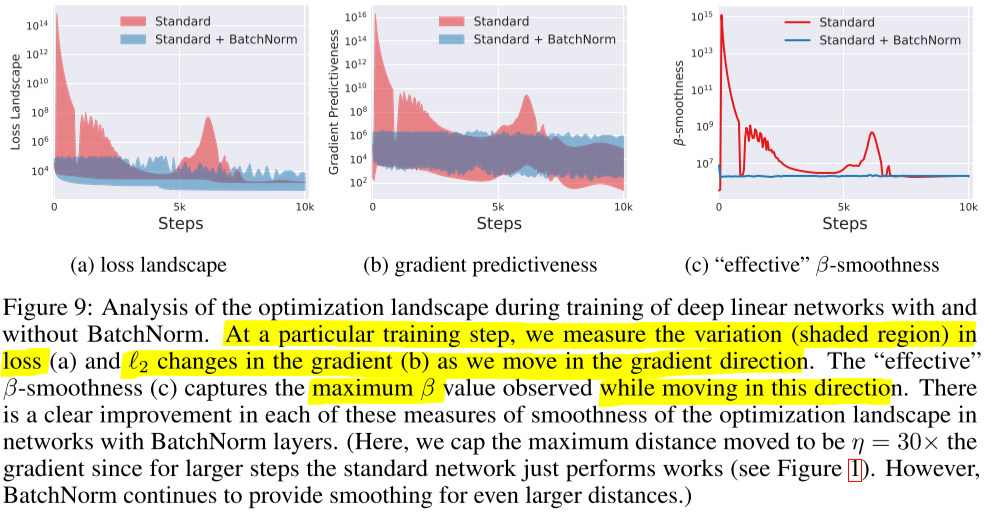 Loss Landscape
10^14
10^12
10^10
10^8
10^6
10^4
Standard
Standard + BatchNorm
0
5k
10k
Steps
Gradient Predictiveness
10^16
10^14
10^12
10^10
10^8
10^6
10^4
10^2
Standard
Standard + BatchNorm
0
5k
10k
Steps
β-smoothness
10^15
10^13
10^11
10^9
10^7
Standard
Standard + BatchNorm
0
5k
10k
Steps
(a) loss landscape
(b) gradient predictiveness
(c) “effective” β-smoothness
Figure 9: Analysis of the optimization landscape during training of deep linear networks with and
without BatchNorm. At a particular training step, we measure the variation (shaded region) in
loss (a) and ℓ2 changes in the gradient (b) as we move in the gradient direction. The “effective”
β-smoothness (c) captures the maximum β value observed while moving in this direction. There
is a clear improvement in each of these measures of smoothness of the optimization landscape in
networks with BatchNorm layers. (Here, we cap the maximum distance moved to be η = 30× the
gradient since for larger steps the standard network just performs works (see Figure 1). However,
BatchNorm continues to provide smoothing for even larger distances.)